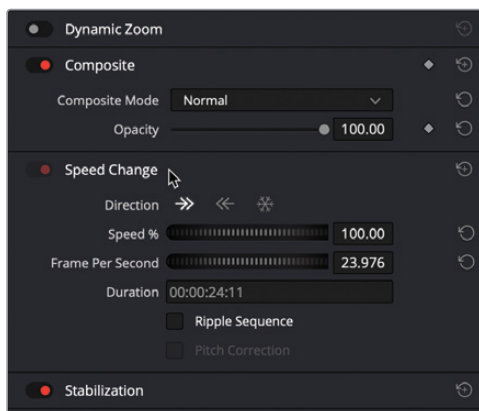 Dynamic Zoom
Composite
Composite Mode Normal
Opacity 100.00
Speed Change
Direction
Speed % 100.00
Frame Per Second 23.976
Duration 00:00:24:11
Ripple Sequence
Pitch Correction
Stabilization